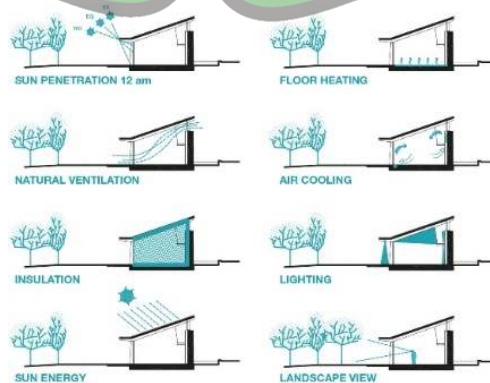 SUN PENETRATION 12 am
FLOOR HEATING
NATURAL VENTILATION
AIR COOLING
INSULATION
LIGHTING
SUN ENERGY
LANDSCAPE VIEW